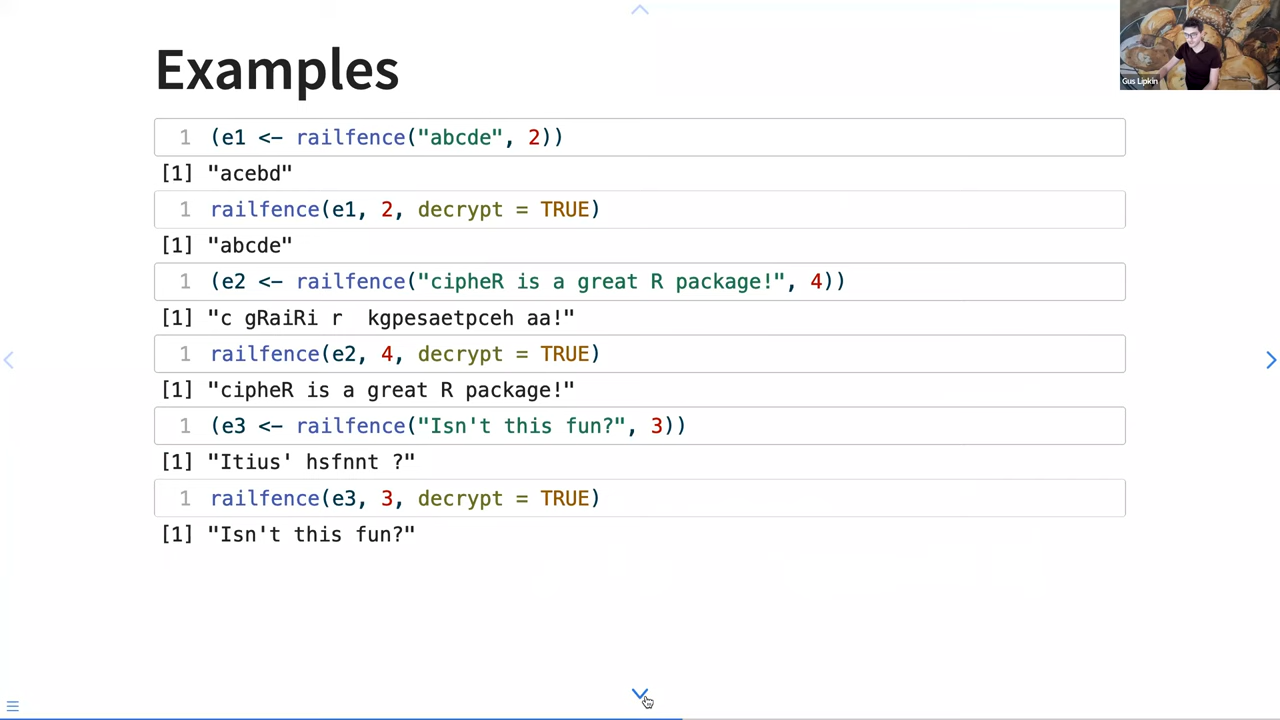 Examples
Gus Lipkin
1 (e1 <- railfence("abcde", 2))
[1] "acebd"
1 railfence(e1, 2, decrypt = TRUE)
[1] "abcde"
1 (e2 <- railfence("cipheR is a great R package!", 4))
[1] "c gRaiRi r  kgpesaetpceh aa!"
1 railfence(e2, 4, decrypt = TRUE)
[1] "cipheR is a great R package!"
1 (e3 <- railfence("Isn't this fun?", 3))
[1] "Itius' hsfnnt ?"
1 railfence(e3, 3, decrypt = TRUE)
[1] "Isn't this fun?"